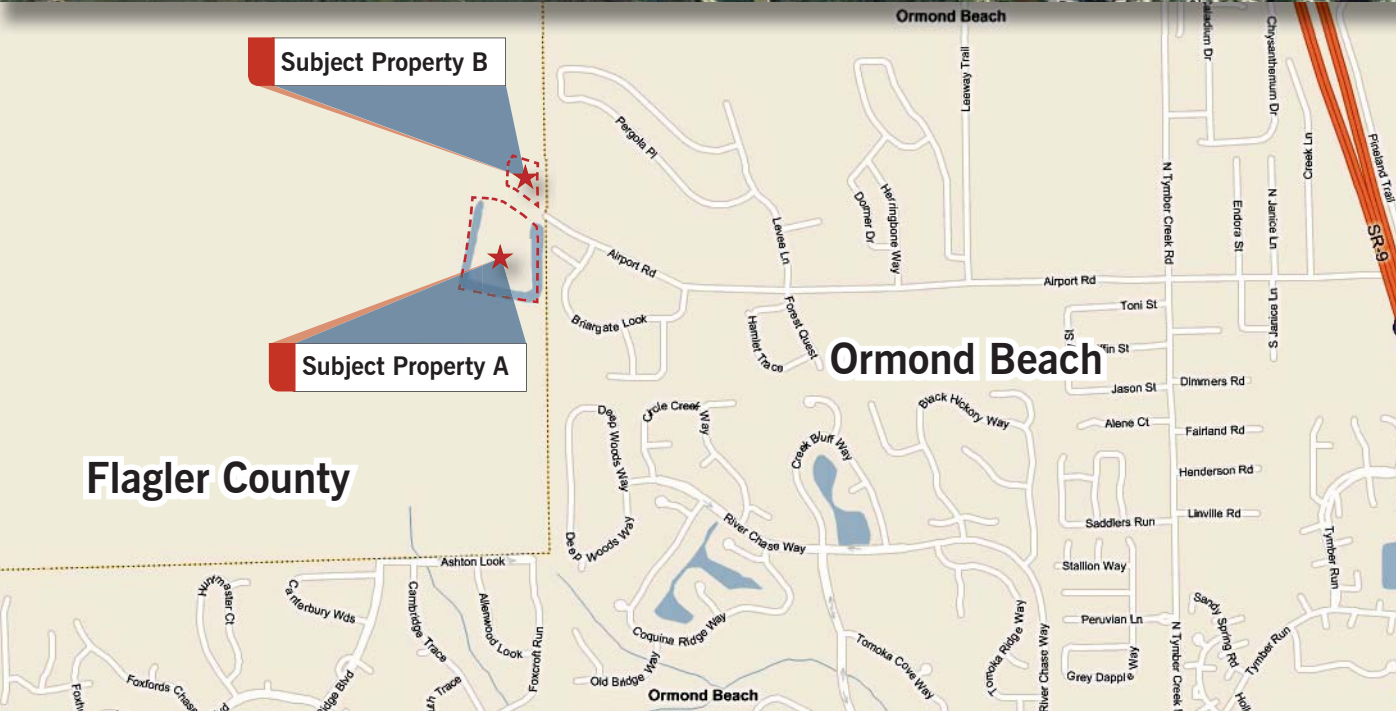 Ormond Beach
Subject Property B
Leeway Trail
Chrysanthemum Dr
Pergola Pl
Creek Ln
Pineland Trail
Dormer Dr
Herringbone Way
N Tymber Creek Rd
Endora St
N Janice Ln
Levee Ln
SR-9
Airport Rd
Airport Rd
Toni St
Briargate Look
Hamlet Trace
Forest Quest
S Janice Ln
Ormond Beach
Subject Property A
Jason St
Dimmers Rd
Deep Woods Way
Circle Creek Way
Black Hickory Way
Alene Ct
Fairland Rd
Creek Bluff Way
Flagler County
Henderson Rd
Linville Rd
Saddlers Run
River Chase Way
Deep Woods Way
Ashton Look
Stallion Way
Tymber Run
Huntmaster Ct
Canterbury Wds
Cambridge Trace
Allenwood Look
Foxcroft Run
Coquina Ridge Way
Peruvian Ln
Sandy Spring Rd
Tomoka Cove Way
Tomoka Ridge Way
River Chase Way
N Tymber Creek
Tymber Run
Old Bridge Way
Grey Dapple Way
Foxfords Chase
Ridge Blvd
Trace
Ormond Beach